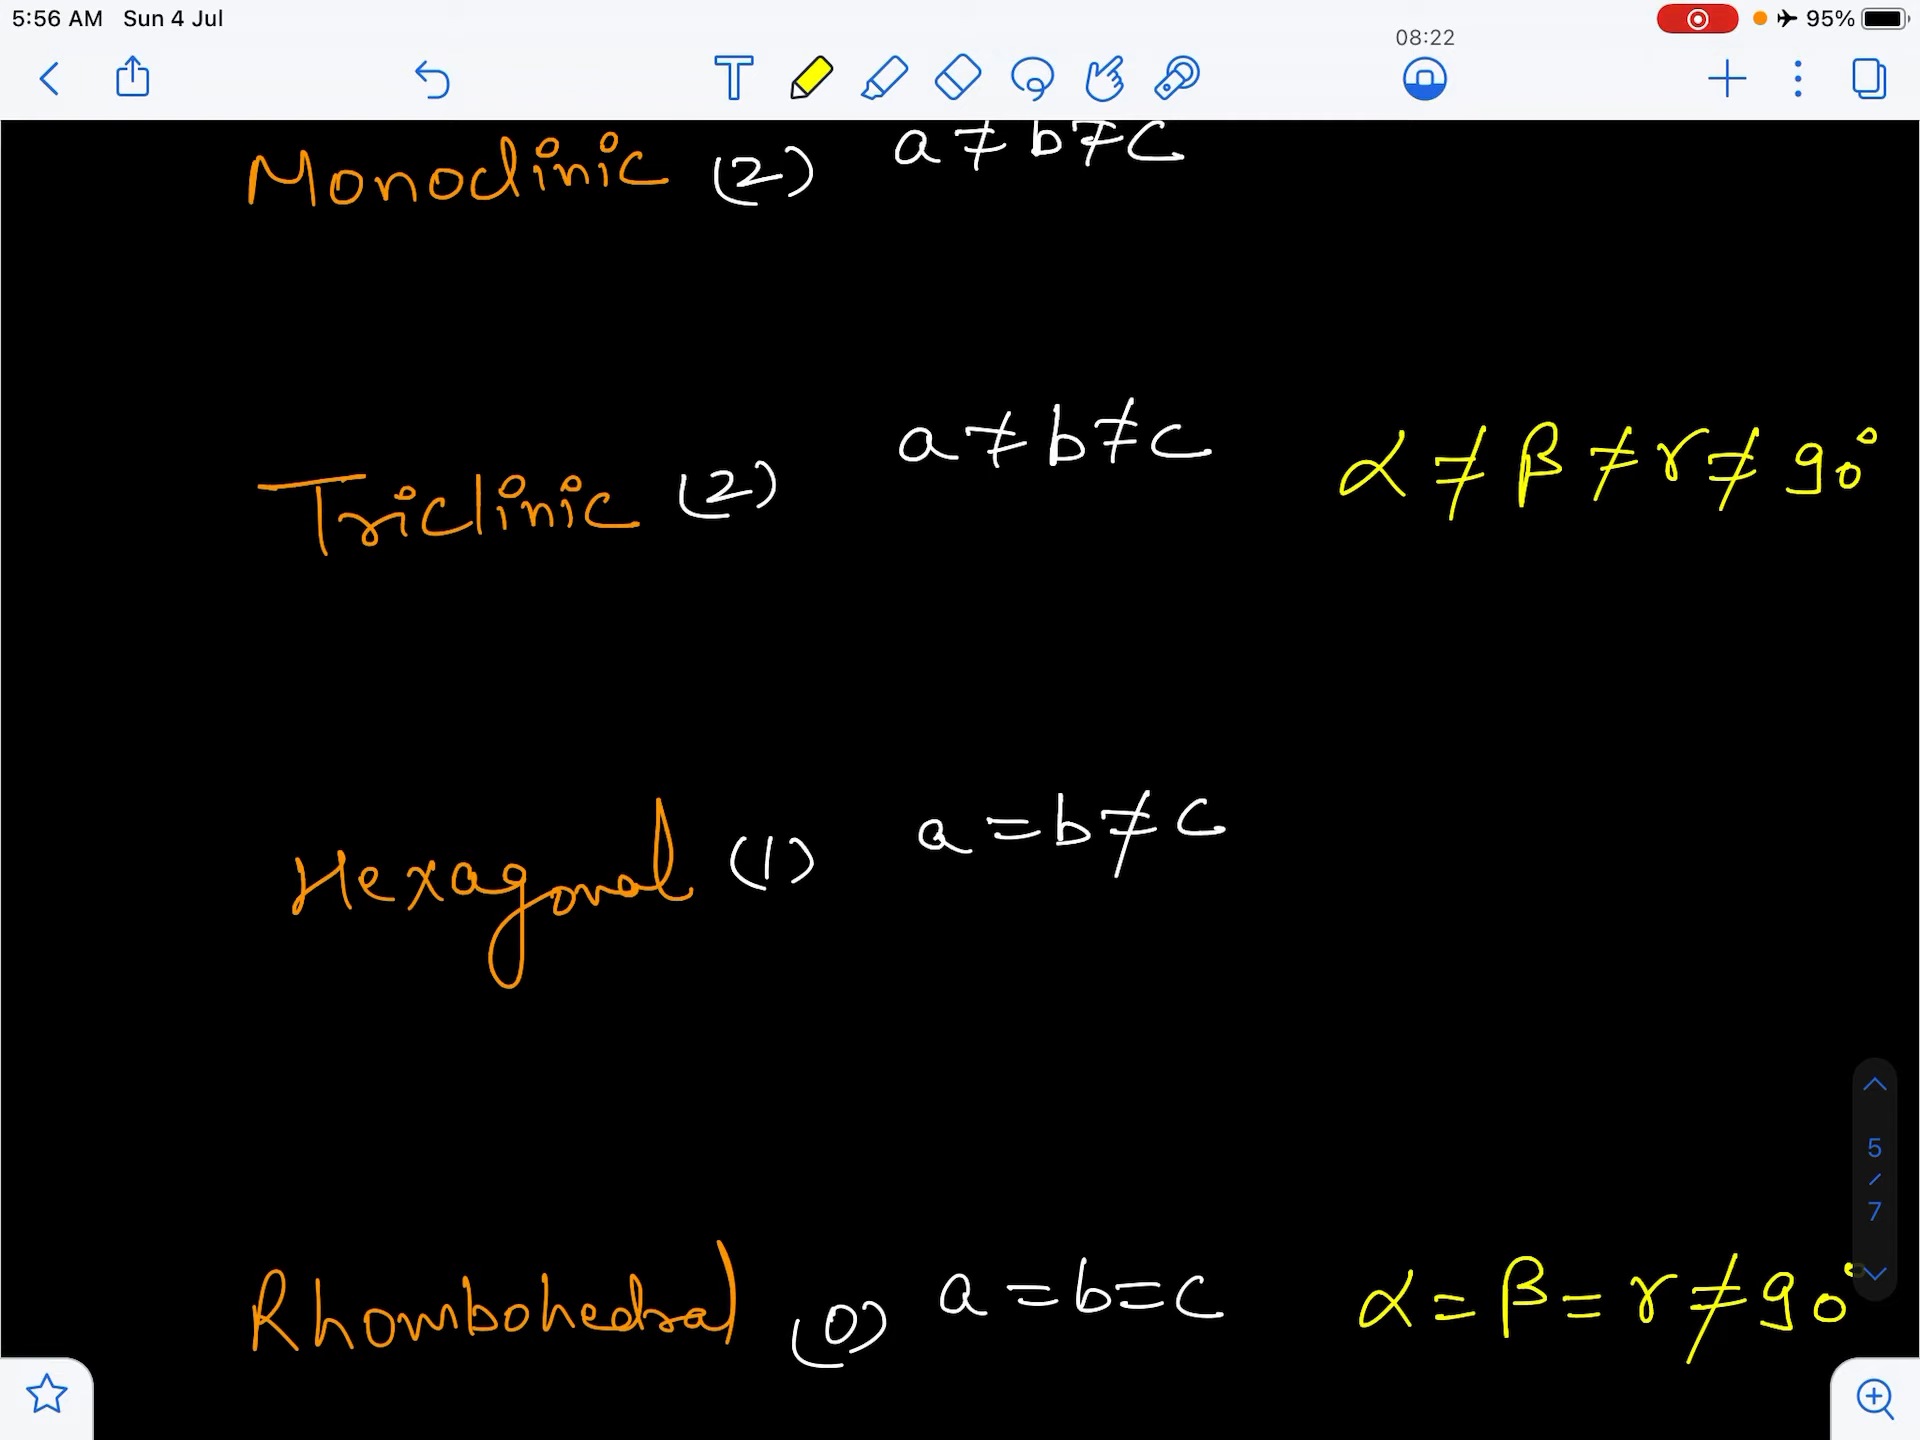 5:56 AM Sun 4 Jul 95%
08:22
Monoclinic (2) a ≠ b ≠ c
Triclinic (2) a ≠ b ≠ c α ≠ β ≠ γ ≠ 90°
Hexagonal (1) a = b ≠ c
5
/
7
Rhombohedral (0) a = b = c α = β = γ ≠ 90°